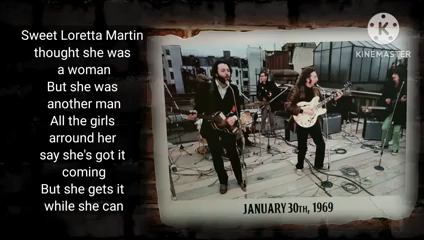 Sweet Loretta Martin
thought she was
a woman
But she was
another man
All the girls
arround her
say she's got it
coming
But she gets it
while she can
KINEMASTER
JANUARY 30TH, 1969